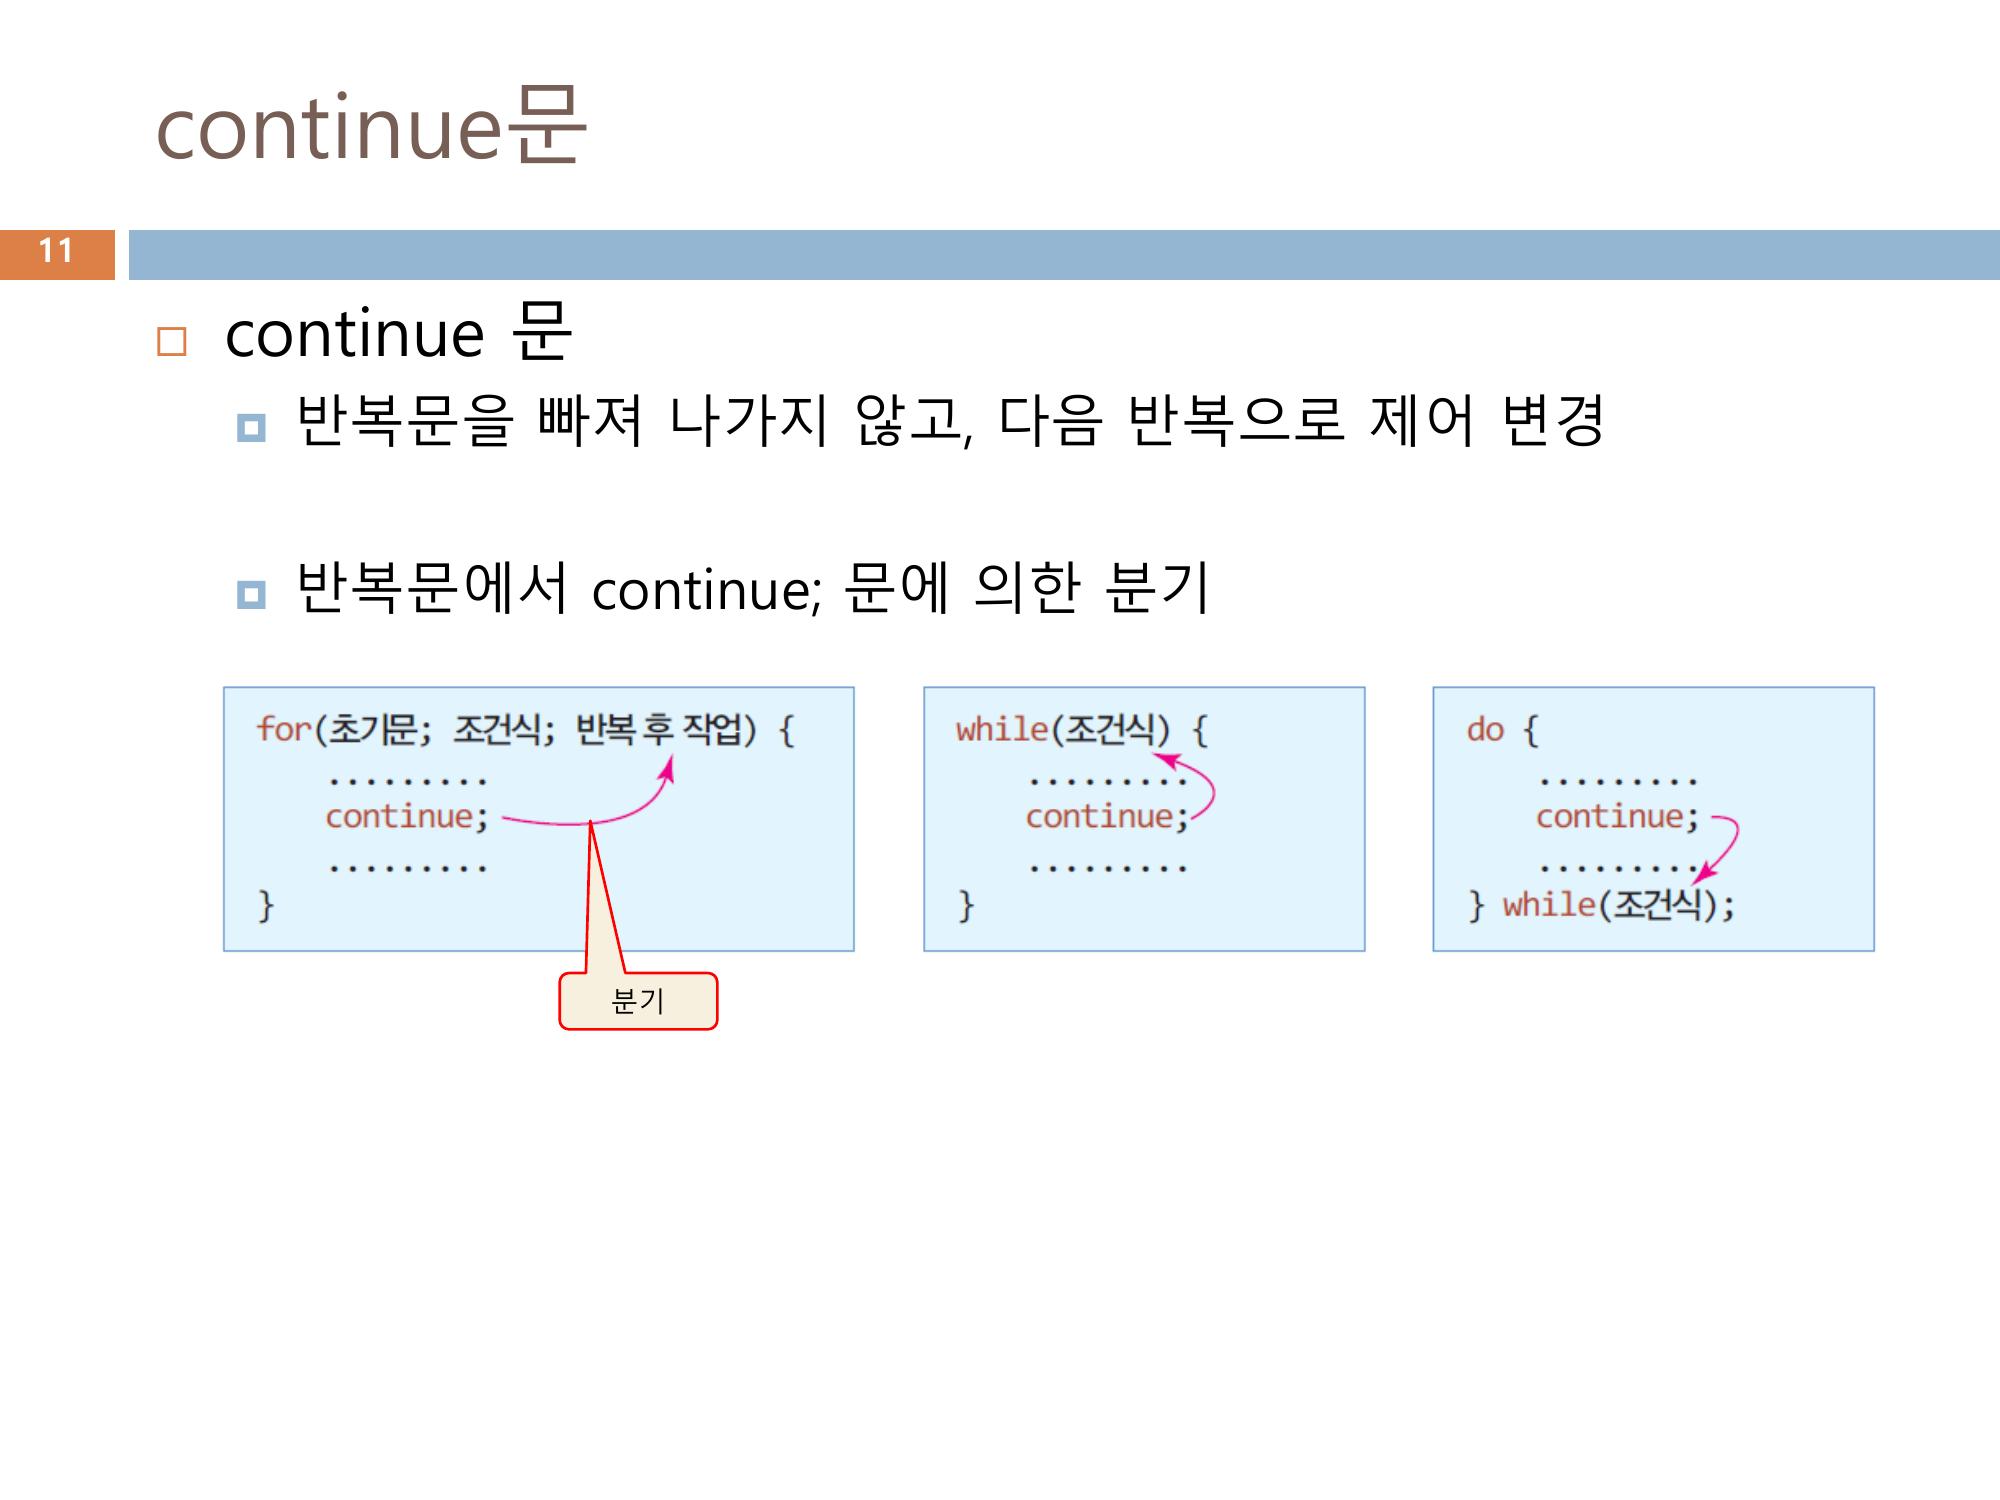 continue문
11
continue 문
반복문을 빠져 나가지 않고, 다음 반복으로 제어 변경
반복문에서 continue; 문에 의한 분기
for(초기문; 조건식; 반복 후 작업) {
.........
continue;
.........
}
분기
while(조건식) {
.........
continue;
.........
}
do {
.........
continue;
.........
} while(조건식);